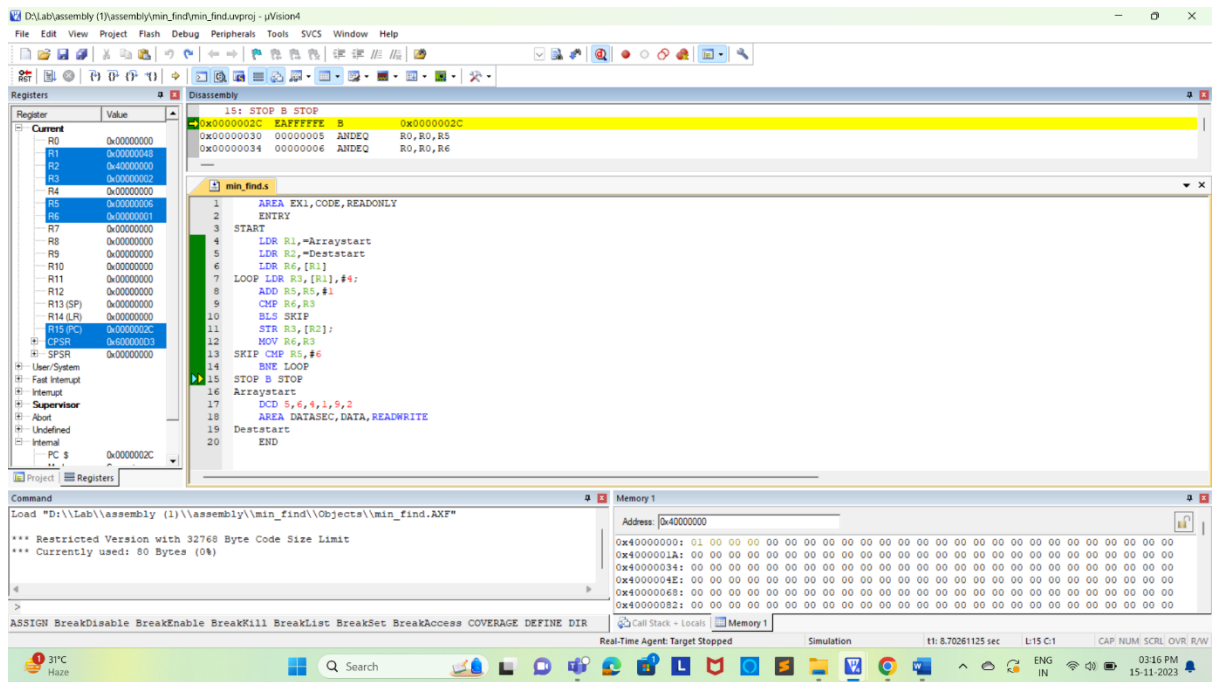 D:\Lab\assembly (1)\assembly\min_find\min_find.uvproj - µVision4
File Edit View Project Flash Debug Peripherals Tools SVCS Window Help
Registers
Register Value
Current
R0 0x00000000
R1 0x00000048
R2 0x40000000
R3 0x00000002
R4 0x00000000
R5 0x00000006
R6 0x00000001
R7 0x00000000
R8 0x00000000
R9 0x00000000
R10 0x00000000
R11 0x00000000
R12 0x00000000
R13 (SP) 0x00000000
R14 (LR) 0x00000000
R15 (PC) 0x0000002C
CPSR 0x600000D3
SPSR 0x00000000
User/System
Fast Interrupt
Interrupt
Supervisor
Abort
Undefined
Internal
PC $ 0x0000002C
Project Registers
Disassembly
15: STOP B STOP
0x0000002C EAFFFFFE B 0x0000002C
0x00000030 00000005 ANDEQ R0,R0,R5
0x00000034 00000006 ANDEQ R0,R0,R6
min_find.s
1 AREA EX1,CODE,READONLY
2 ENTRY
3 START
4 LDR R1,=Arraystart
5 LDR R2,=Deststart
6 LDR R6,[R1]
7 LOOP LDR R3,[R1],#4;
8 ADD R5,R5,#1
9 CMP R6,R3
10 BLS SKIP
11 STR R3,[R2];
12 MOV R6,R3
13 SKIP CMP R5,#6
14 BNE LOOP
15 STOP B STOP
16 Arraystart
17 DCD 5,6,4,1,9,2
18 AREA DATASEC,DATA,READWRITE
19 Deststart
20 END
Command
Load "D:\\Lab\\assembly (1)\\assembly\\min_find\\Objects\\min_find.AXF"
*** Restricted Version with 32768 Byte Code Size Limit
*** Currently used: 80 Bytes (0%)
>
ASSIGN BreakDisable BreakEnable BreakKill BreakList BreakSet BreakAccess COVERAGE DEFINE DIR
Memory 1
Address: 0x40000000
0x40000000: 01 00 00 00 00 00 00 00 00 00 00 00 00 00 00 00 00 00 00 00 00 00 00 00 00 00
0x4000001A: 00 00 00 00 00 00 00 00 00 00 00 00 00 00 00 00 00 00 00 00 00 00 00 00 00 00
0x40000034: 00 00 00 00 00 00 00 00 00 00 00 00 00 00 00 00 00 00 00 00 00 00 00 00 00 00
0x4000004E: 00 00 00 00 00 00 00 00 00 00 00 00 00 00 00 00 00 00 00 00 00 00 00 00 00 00
0x40000068: 00 00 00 00 00 00 00 00 00 00 00 00 00 00 00 00 00 00 00 00 00 00 00 00 00 00
0x40000082: 00 00 00 00 00 00 00 00 00 00 00 00 00 00 00 00 00 00 00 00 00 00 00 00 00 00
Call Stack + Locals Memory 1
Real-Time Agent: Target Stopped Simulation t1: 8.70261125 sec L:15 C:1 CAP NUM SCRL OVR R/W
1
31°C
Haze
Search
ENG
IN
03:16 PM
15-11-2023